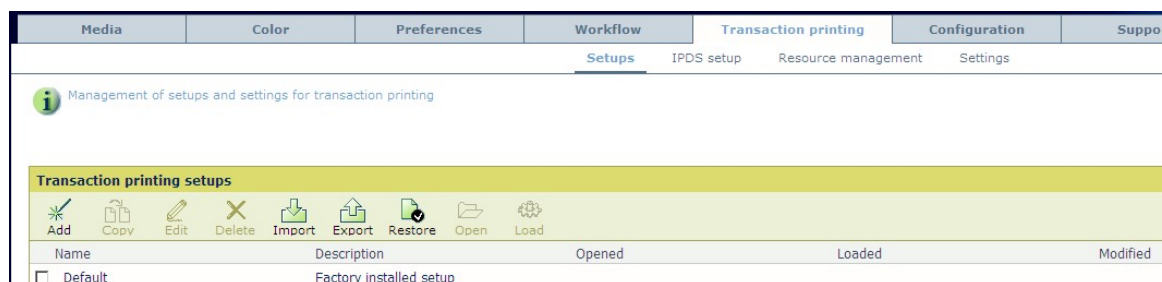 Media Color Preferences Workflow Transaction printing Configuration
Setups IPDS setup Resource management Settings
Management of setups and settings for transaction printing
Transaction printing setups
Add Copy Edit Delete Import Export Restore Open Load
Name Description Opened Loaded Modified
Default Factory installed setup